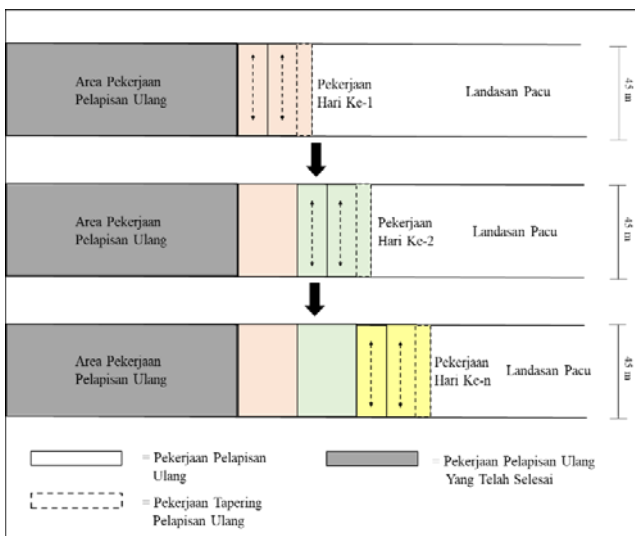 Area Pekerjaan
Pelapisan Ulang
Pekerjaan
Hari Ke-1
Landasan Pacu
45 m
Area Pekerjaan
Pelapisan Ulang
Pekerjaan
Hari Ke-2
Landasan Pacu
45 m
Area Pekerjaan
Pelapisan Ulang
Pekerjaan
Hari Ke-n
Landasan Pacu
45 m
= Pekerjaan Pelapisan
Ulang
= Pekerjaan Tapering
Pelapisan Ulang
= Pekerjaan Pelapisan Ulang
Yang Telah Selesai